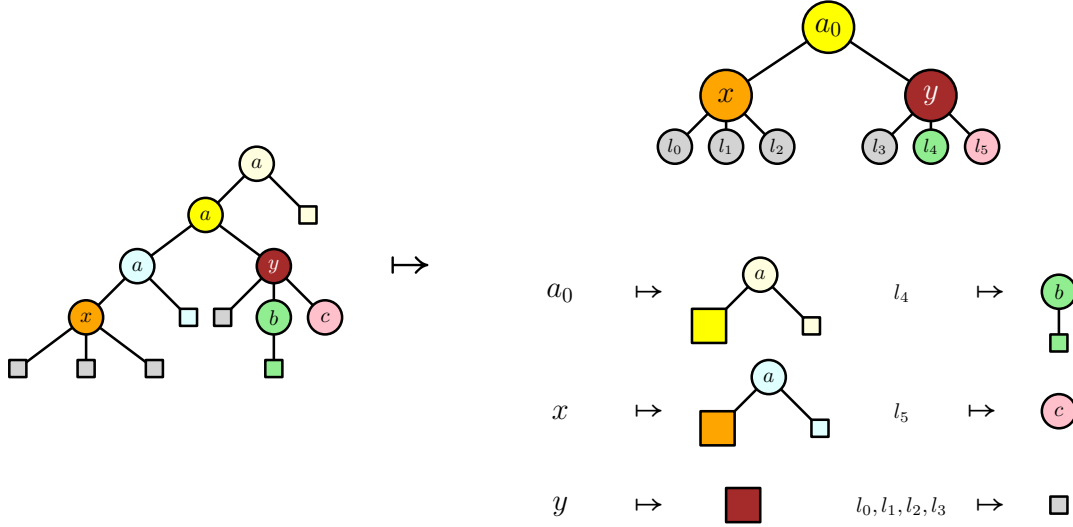 a₀
x y
l₀ l₁ l₂ l₃ l₄ l₅
a
a
a y
x b c
↦
a₀ ↦ a l₄ ↦ b
x ↦ a l₅ ↦ c
y ↦ l₀, l₁, l₂, l₃ ↦